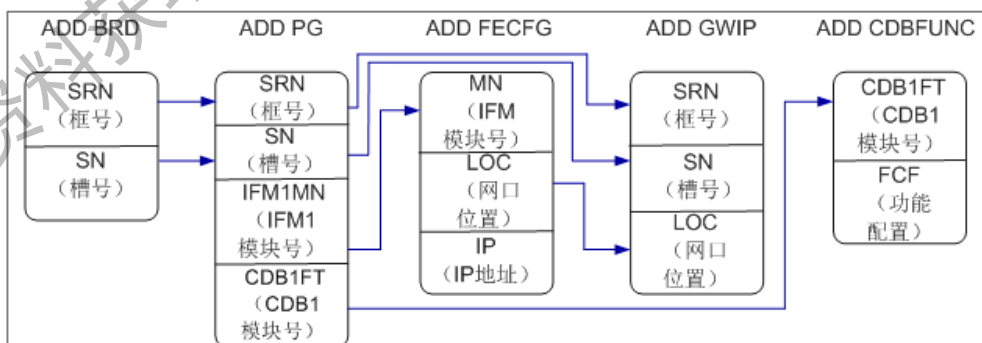 ADD BRD
ADD PG
ADD FECFG
ADD GWIP
ADD CDBFUNC
SRN
（框号）
SN
（槽号）
SRN
（框号）
SN
（槽号）
IFM1MN
（IFM1
模块号）
CDB1FT
（CDB1
模块号）
MN
（IFM
模块号）
LOC
（网口
位置）
IP
（IP地址）
SRN
（框号）
SN
（槽号）
LOC
（网口
位置）
CDB1FT
（CDB1
模块号）
FCF
（功能
配置）
资料获